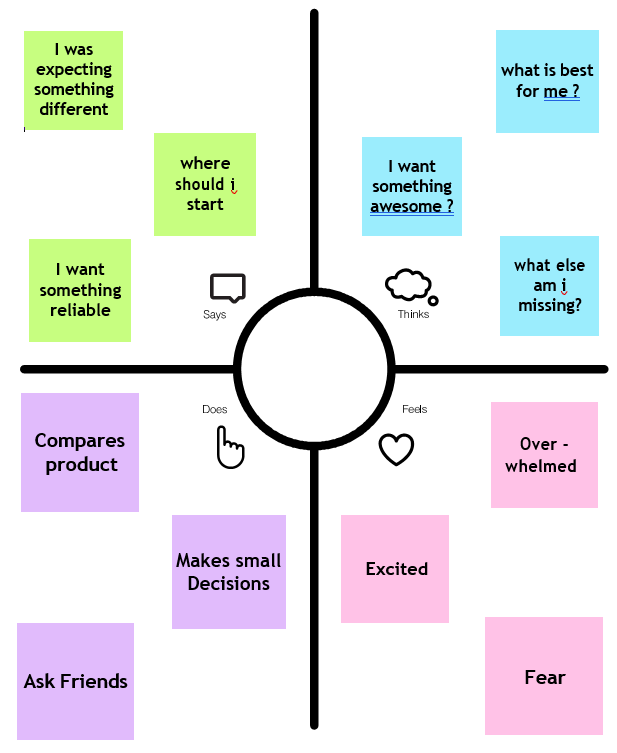 I was
expecting
something
different
where
should i
start
I want
something
reliable
Says
what is best
for me ?
I want
something
awesome ?
what else
am i
missing?
Thinks
Does
Compares
product
Makes small
Decisions
Ask Friends
Feels
Over -
whelmed
Excited
Fear